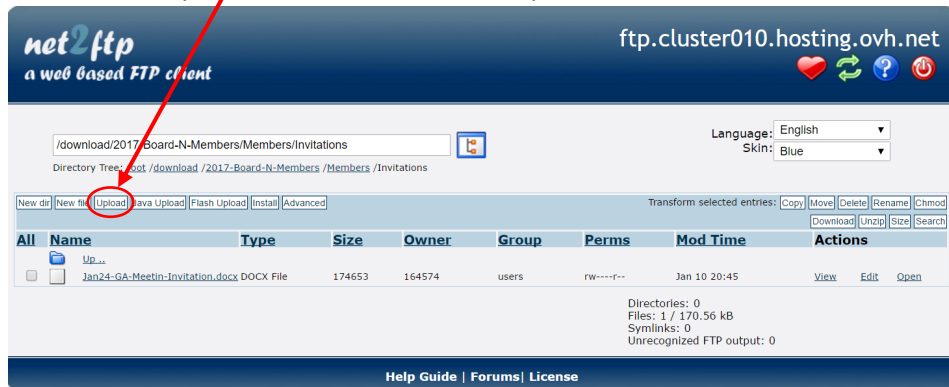 net2ftp
a web based FTP client
ftp.cluster010.hosting.ovh.net
/download/2017-Board-N-Members/Members/Invitations
Language: English
Skin: Blue
Directory Tree: root /download /2017-Board-N-Members /Members /Invitations
New dir New file Upload Java Upload Flash Upload Install Advanced
Transform selected entries: Copy Move Delete Rename Chmod
Download Unzip Size Search
All Name Type Size Owner Group Perms Mod Time Actions
Up ..
Jan24-GA-Meetin-Invitation.docx DOCX File 174653 164574 users rw----r-- Jan 10 20:45 View Edit Open
Directories: 0
Files: 1 / 170.56 kB
Symlinks: 0
Unrecognized FTP output: 0
Help Guide | Forums| License